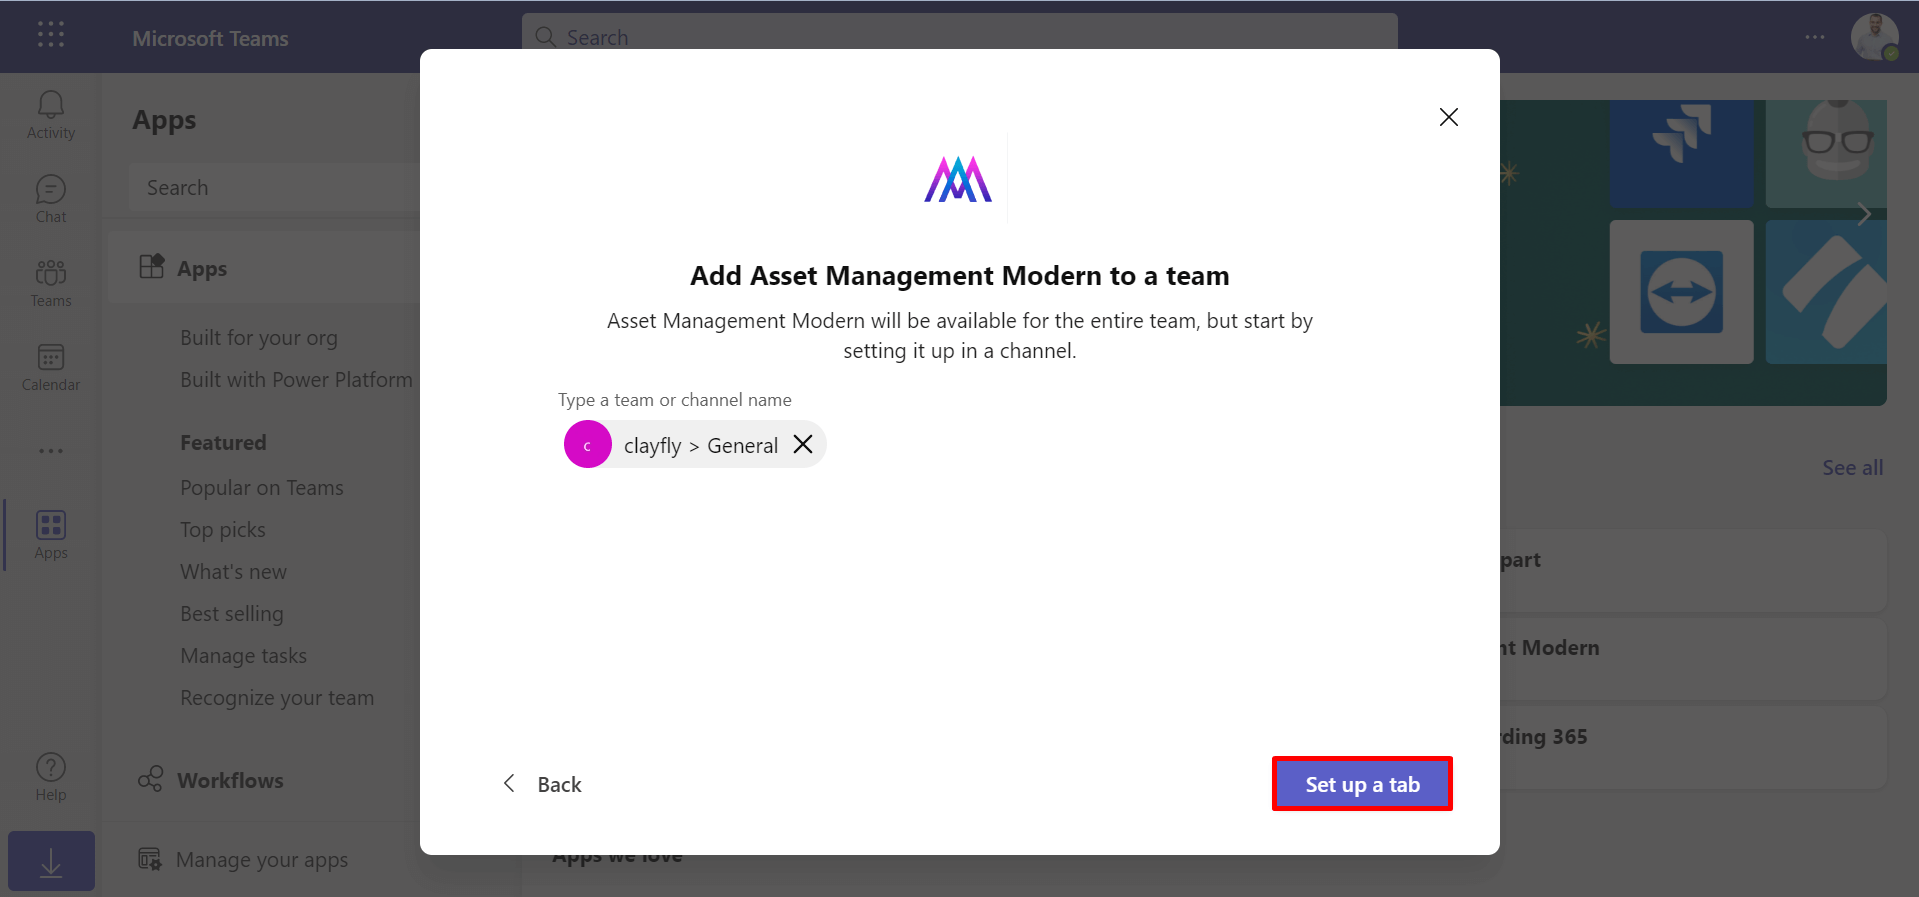 Microsoft Teams
Search
Activity
Chat
Teams
Calendar
Apps
Help
Apps
Search
Apps
Built for your org
Built with Power Platform
Featured
Popular on Teams
Top picks
What's new
Best selling
Manage tasks
Recognize your team
Workflows
Manage your apps
Add Asset Management Modern to a team
Asset Management Modern will be available for the entire team, but start by
setting it up in a channel.
Type a team or channel name
c clayfly > General
Back
Set up a tab
See all
part
nt Modern
rding 365
Apps we love